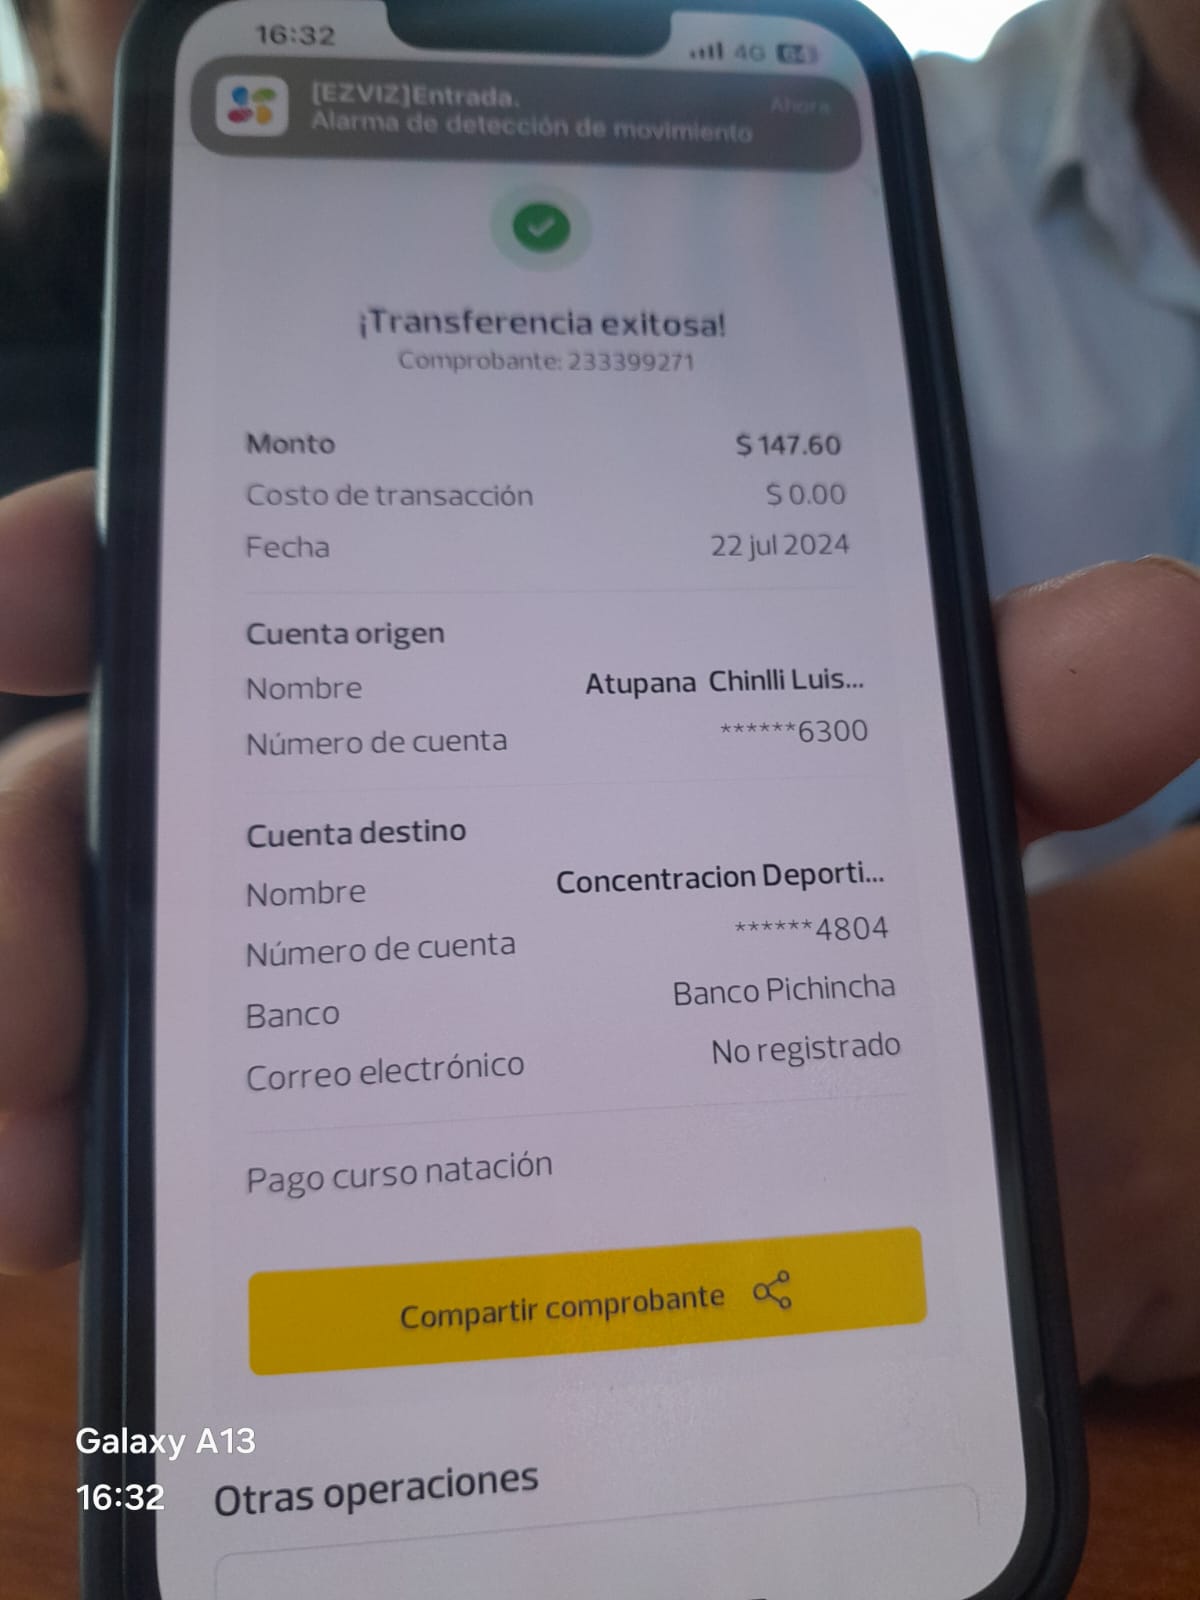 16:32
4G 64
[EZVIZ]Entrada.
Ahora
Alarma de detección de movimiento
¡Transferencia exitosa!
Comprobante: 233399271
Monto $ 147.60
Costo de transacción $ 0.00
Fecha 22 jul 2024
Cuenta origen
Nombre Atupana Chinlli Luis...
Número de cuenta ******6300
Cuenta destino
Nombre Concentracion Deporti...
Número de cuenta ******4804
Banco Banco Pichincha
Correo electrónico No registrado
Pago curso natación
Compartir comprobante
Otras operaciones
Galaxy A13
16:32